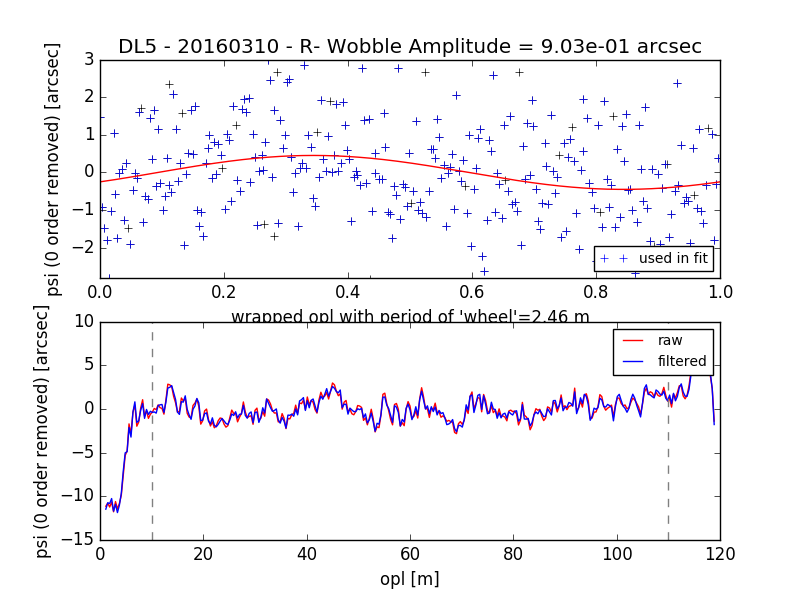 DL5 - 20160310 - R- Wobble Amplitude = 9.03e-01 arcsec
psi (0 order removed) [arcsec]
3
2
1
0
−1
−2
used in fit
0.0 0.2 0.4 0.6 0.8 1.0
wrapped opl with period of 'wheel'=2.46 m
psi (0 order removed) [arcsec]
10
5
0
−5
−10
−15
raw
filtered
0 20 40 60 80 100 120
opl [m]